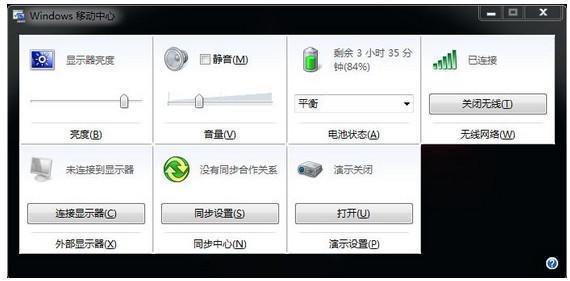 Windows 移动中心
显示器亮度
亮度(B)
静音(M)
音量(V)
剩余 3 小时 35 分
钟(84%)
平衡
电池状态(A)
已连接
关闭无线(T)
无线网络(W)
未连接到显示器
连接显示器(C)
外部显示器(X)
没有同步合作关系
同步设置(S)
同步中心(N)
演示关闭
打开(U)
演示设置(P)